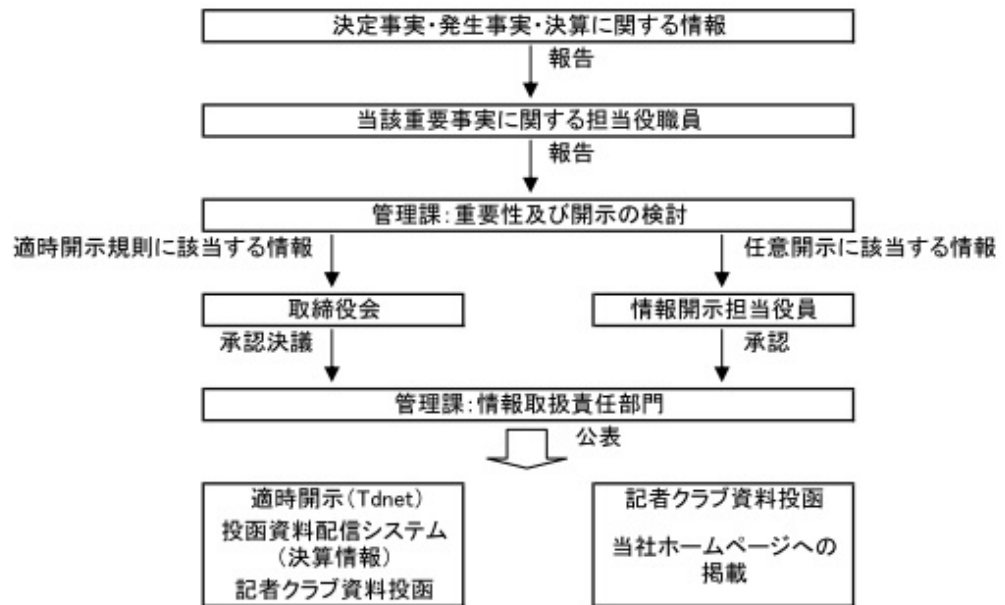 決定事実・発生事実・決算に関する情報
報告
当該重要事実に関する担当役職員
報告
管理課:重要性及び開示の検討
適時開示規則に該当する情報
任意開示に該当する情報
取締役会
情報開示担当役員
承認決議
承認
管理課:情報取扱責任部門
公表
適時開示(Tdnet)
投函資料配信システム
(決算情報)
記者クラブ資料投函
記者クラブ資料投函
当社ホームページへの
掲載